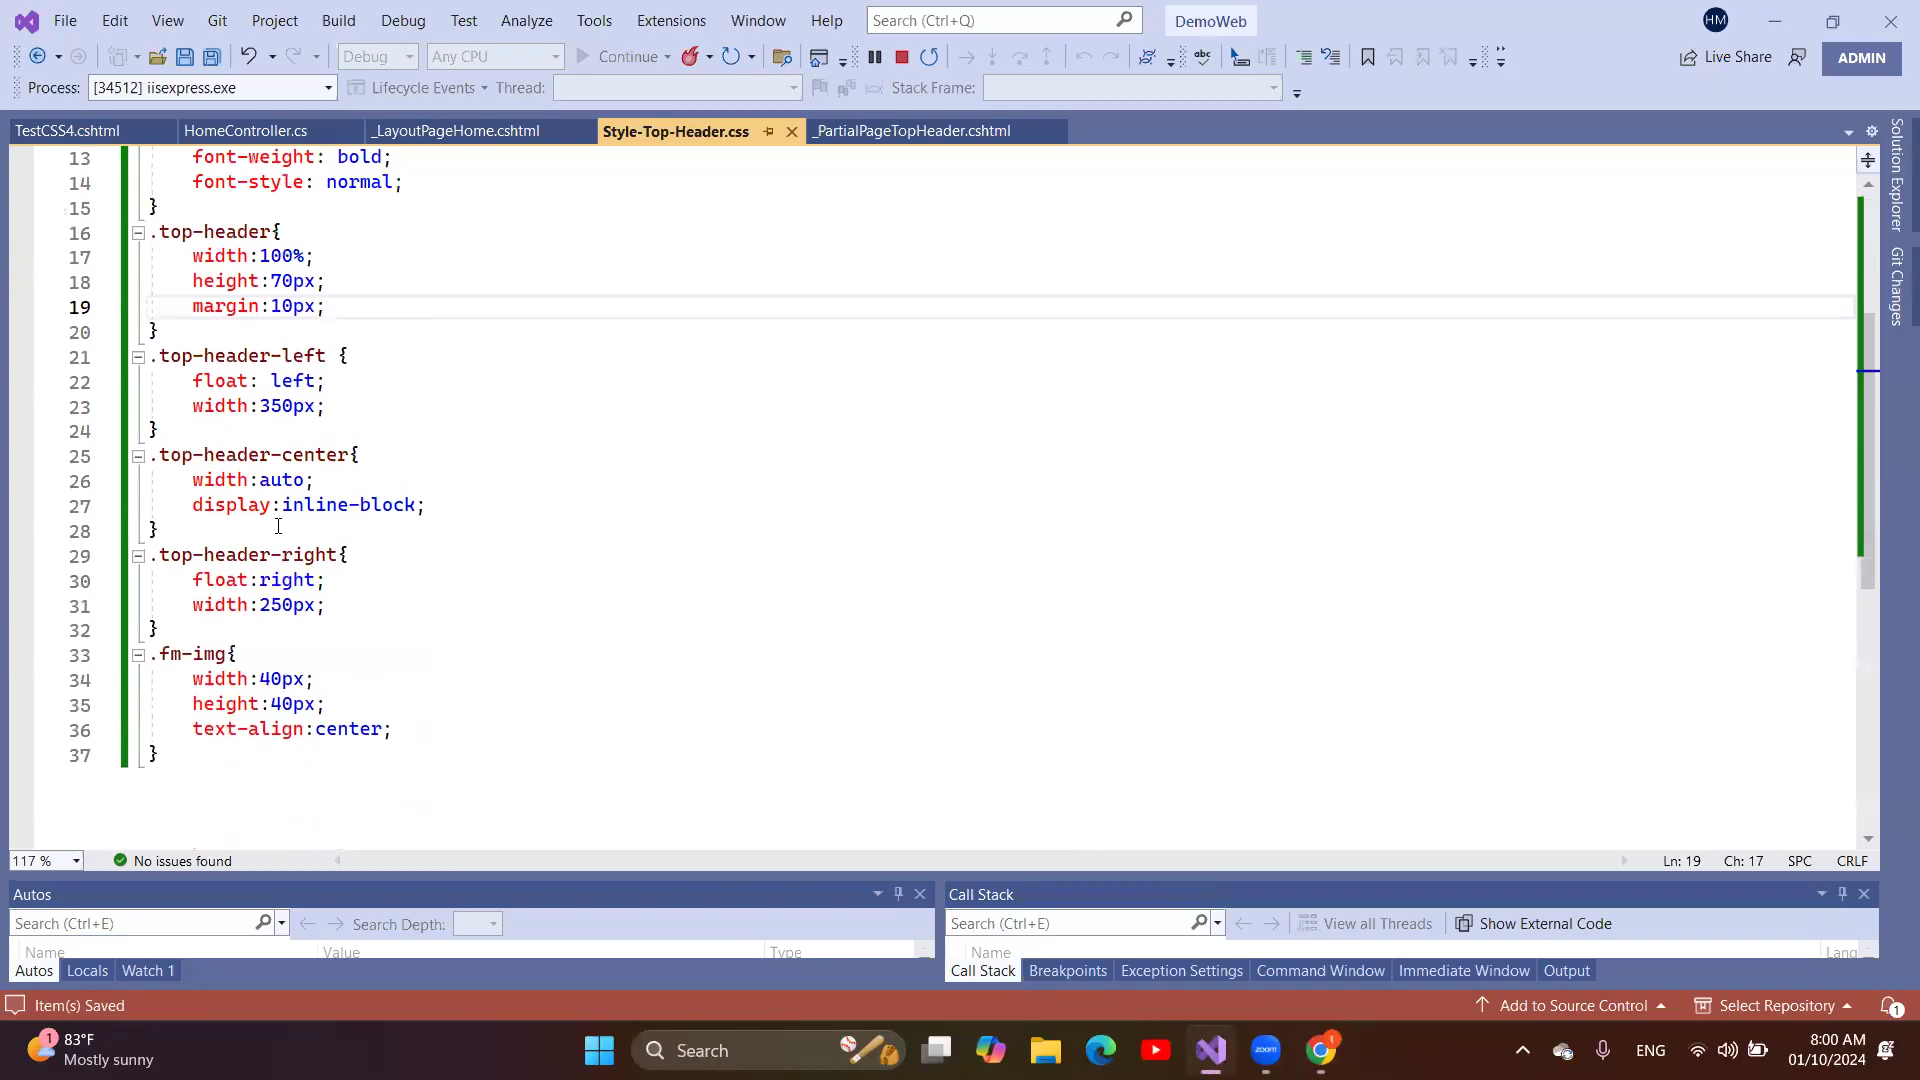 File Edit View Git Project Build Debug Test Analyze Tools Extensions Window Help Search (Ctrl+Q) DemoWeb HM
Debug Any CPU Continue Live Share ADMIN
Process: [34512] iisexpress.exe Lifecycle Events Thread: Stack Frame:
TestCSS4.cshtml HomeController.cs _LayoutPageHome.cshtml Style-Top-Header.css _PartialPageTopHeader.cshtml
Solution Explorer
Git Changes
13 font-weight: bold;
14 font-style: normal;
15 }
16 .top-header{
17 width:100%;
18 height:70px;
19 margin:10px;
20 }
21 .top-header-left {
22 float: left;
23 width:350px;
24 }
25 .top-header-center{
26 width:auto;
27 display:inline-block;
28 }
29 .top-header-right{
30 float:right;
31 width:250px;
32 }
33 .fm-img{
34 width:40px;
35 height:40px;
36 text-align:center;
37 }
117 % No issues found Ln: 19 Ch: 17 SPC CRLF
Autos Call Stack
Search (Ctrl+E) Search Depth: Search (Ctrl+E) View all Threads Show External Code
Name Value Type Name Lang
Autos Locals Watch 1 Call Stack Breakpoints Exception Settings Command Window Immediate Window Output
Item(s) Saved Add to Source Control Select Repository 1
1 83°F
Mostly sunny
Search
zoom
ENG
8:00 AM
01/10/2024